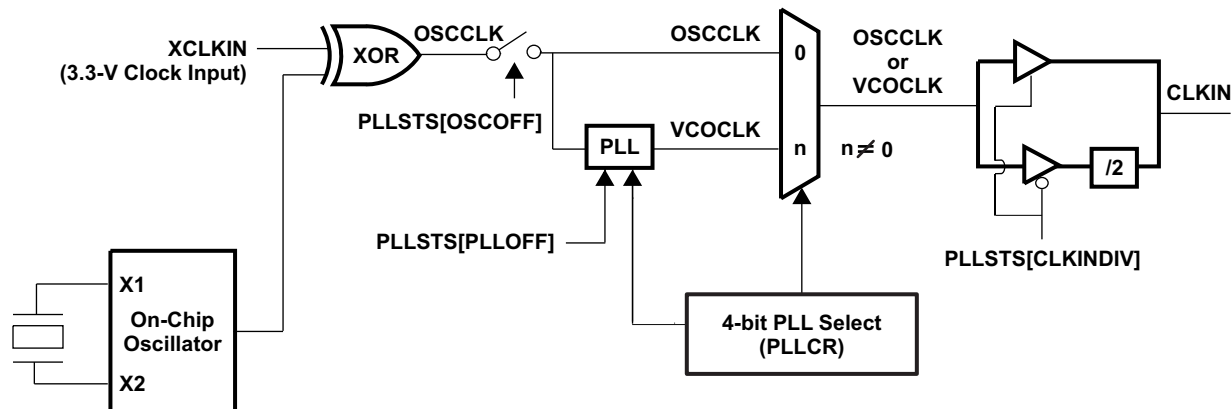 XCLKIN
(3.3-V Clock Input)
XOR
OSCCLK
PLLSTS[OSCOFF]
OSCCLK
0
VCOCLK
n
PLL
n ≠ 0
OSCCLK
or
VCOCLK
CLKIN
/2
PLLSTS[PLLOFF]
PLLSTS[CLKINDIV]
X1
On-Chip
Oscillator
X2
4-bit PLL Select
(PLLCR)